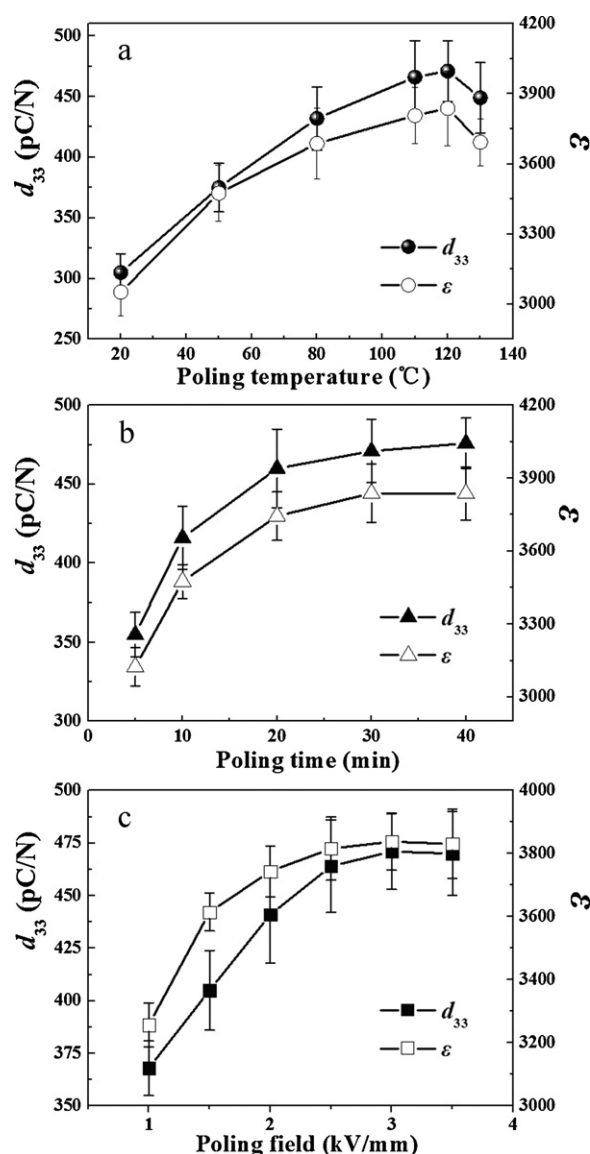 a
500
450
400
350
300
250
d33 (pC/N)
4200
3900
3600
3300
3000
ε
d33
ε
20 40 60 80 100 120 140
Poling temperature (℃)
b
500
450
400
350
300
d33 (pC/N)
4200
3900
3600
3300
3000
ε
d33
ε
0 10 20 30 40
Poling time (min)
c
500
475
450
425
400
375
350
d33 (pC/N)
4000
3800
3600
3400
3200
3000
ε
d33
ε
1 2 3 4
Poling field (kV/mm)